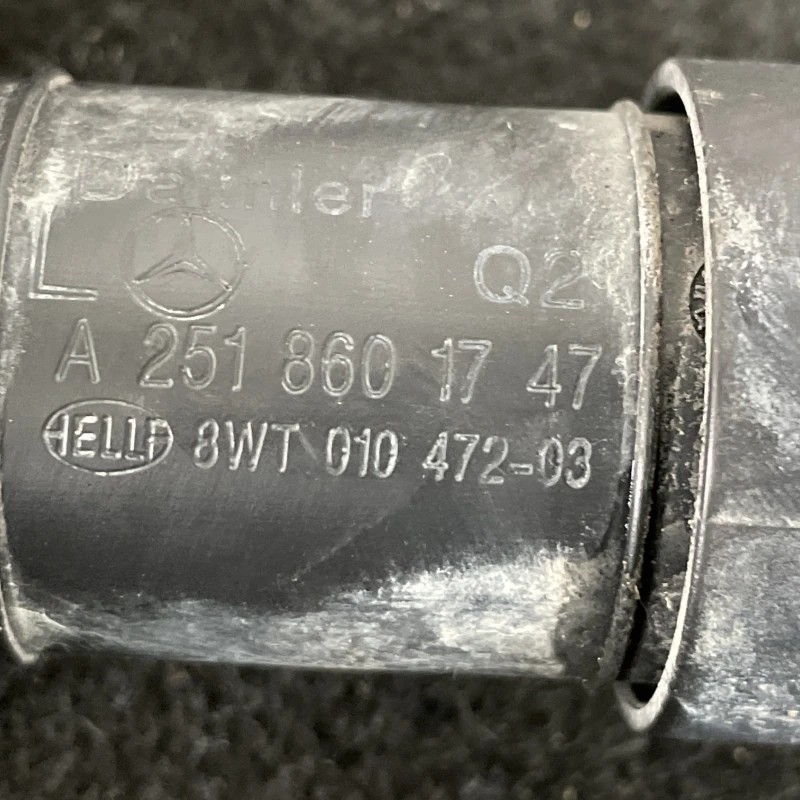 Daimler
L Q2
A 251 860 17 47
HELLA 8WT 010 472-03